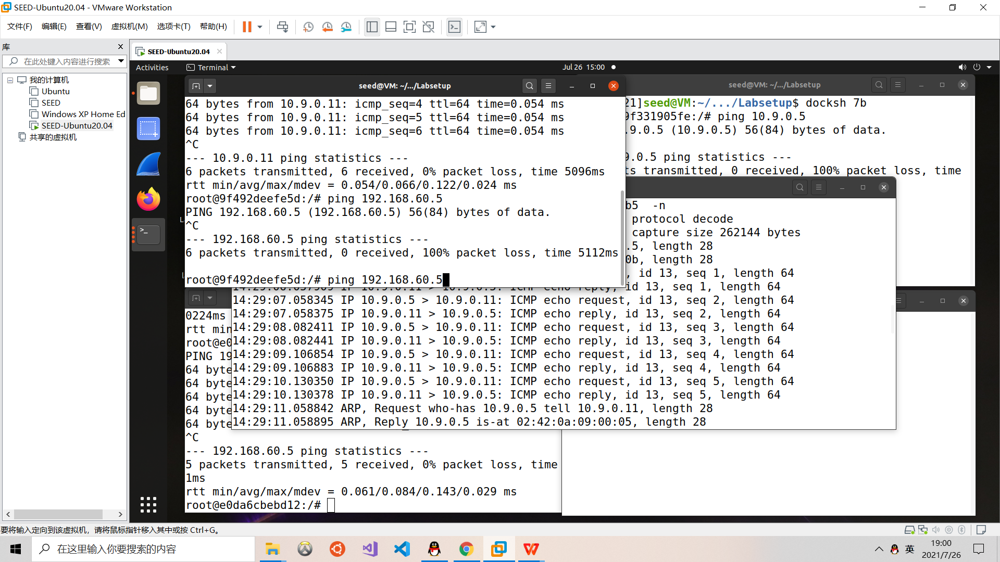 SEED-Ubuntu20.04 - VMware Workstation
文件(F) 编辑(E) 查看(V) 虚拟机(M) 选项卡(T) 帮助(H)
库
在此处键入内容进行搜索
我的计算机
Ubuntu
SEED
Windows XP Home Ed
SEED-Ubuntu20.04
共享的虚拟机
SEED-Ubuntu20.04
Activities
Terminal
Jul 26 15:00
seed@VM: ~/.../Labsetup
64 bytes from 10.9.0.11: icmp_seq=4 ttl=64 time=0.054 ms
64 bytes from 10.9.0.11: icmp_seq=5 ttl=64 time=0.054 ms
64 bytes from 10.9.0.11: icmp_seq=6 ttl=64 time=0.054 ms
^C
--- 10.9.0.11 ping statistics ---
6 packets transmitted, 6 received, 0% packet loss, time 5096ms
rtt min/avg/max/mdev = 0.054/0.066/0.122/0.024 ms
root@9f492deefe5d:/# ping 192.168.60.5
PING 192.168.60.5 (192.168.60.5) 56(84) bytes of data.
^C
--- 192.168.60.5 ping statistics ---
6 packets transmitted, 0 received, 100% packet loss, time 5112ms
root@9f492deefe5d:/# ping 192.168.60.5
seed@VM: ~/.../Labsetup
21]seed@VM:~/.../Labsetup$ docksh 7b
9f331905fe:/# ping 10.9.0.5
.9.0.5 (10.9.0.5) 56(84) bytes of data.
9.0.5 ping statistics ---
ts transmitted, 0 received, 100% packet loss, time
b5 -n
protocol decode
capture size 262144 bytes
.5, length 28
0b, length 28
, id 13, seq 1, length 64
id 13, seq 1, length 64
14:29:07.058345 IP 10.9.0.5 > 10.9.0.11: ICMP echo request, id 13, seq 2, length 64
14:29:07.058375 IP 10.9.0.11 > 10.9.0.5: ICMP echo reply, id 13, seq 2, length 64
14:29:08.082411 IP 10.9.0.5 > 10.9.0.11: ICMP echo request, id 13, seq 3, length 64
14:29:08.082441 IP 10.9.0.11 > 10.9.0.5: ICMP echo reply, id 13, seq 3, length 64
14:29:09.106854 IP 10.9.0.5 > 10.9.0.11: ICMP echo request, id 13, seq 4, length 64
14:29:09.106883 IP 10.9.0.11 > 10.9.0.5: ICMP echo reply, id 13, seq 4, length 64
14:29:10.130350 IP 10.9.0.5 > 10.9.0.11: ICMP echo request, id 13, seq 5, length 64
14:29:10.130378 IP 10.9.0.11 > 10.9.0.5: ICMP echo reply, id 13, seq 5, length 64
14:29:11.058842 ARP, Request who-has 10.9.0.5 tell 10.9.0.11, length 28
14:29:11.058895 ARP, Reply 10.9.0.5 is-at 02:42:0a:09:00:05, length 28
0224ms
rtt min
root@e0
PING 19
64 byte
64 byte
64 byte
64 byte
64 byte
^C
--- 192.168.60.5 ping statistics ---
5 packets transmitted, 5 received, 0% packet loss, time
1ms
rtt min/avg/max/mdev = 0.061/0.084/0.143/0.029 ms
root@e0da6cbebd12:/#
要将输入定向到该虚拟机，请将鼠标指针移入其中或按 Ctrl+G。
在这里输入你要搜索的内容
英
19:00
2021/7/26